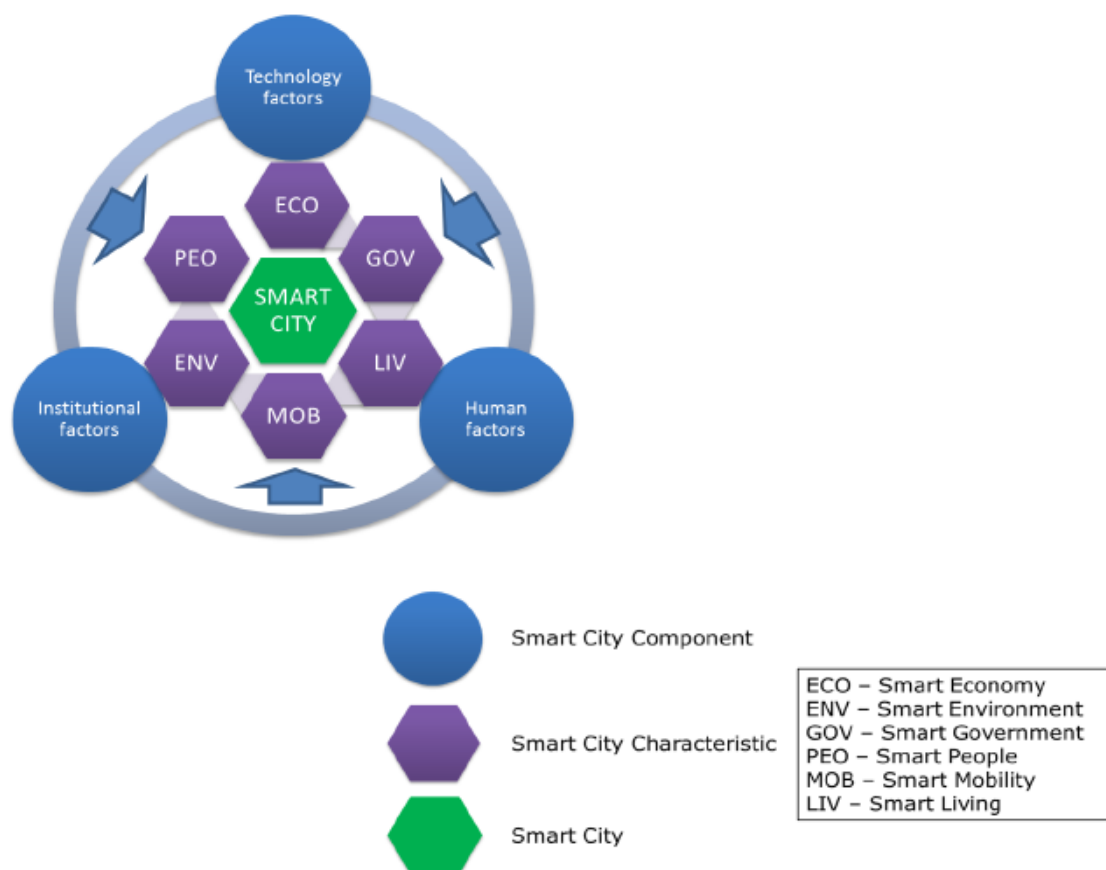 Technology
factors
ECO
PEO
GOV
SMART
CITY
ENV
LIV
MOB
Institutional
factors
Human
factors
Smart City Component
Smart City Characteristic
Smart City
ECO – Smart Economy
ENV – Smart Environment
GOV – Smart Government
PEO – Smart People
MOB – Smart Mobility
LIV – Smart Living